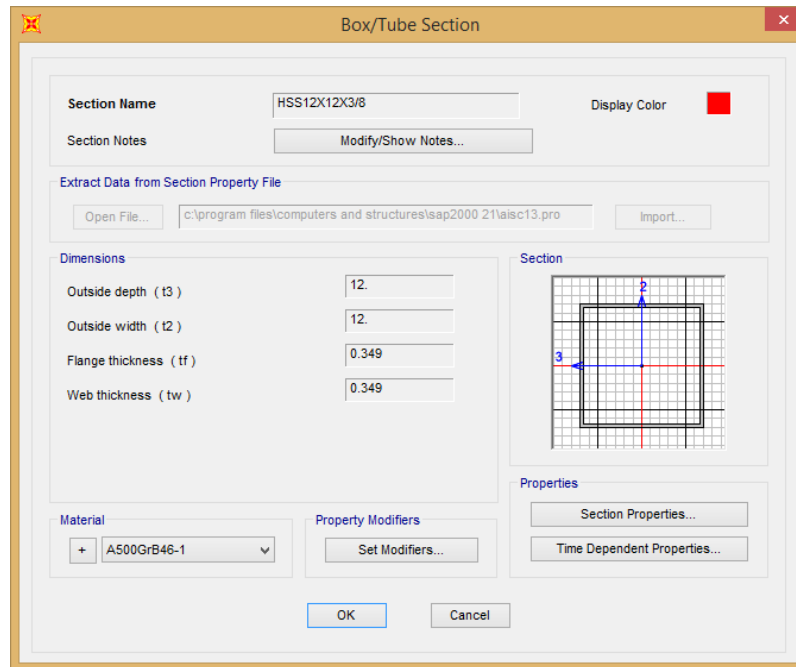 Box/Tube Section
Section Name HSS12X12X3/8 Display Color
Section Notes Modify/Show Notes...
Extract Data from Section Property File
Open File... c:\program files\computers and structures\sap2000 21\aisc13.pro Import...
Dimensions
Outside depth ( t3 ) 12.
Outside width ( t2 ) 12.
Flange thickness ( tf ) 0.349
Web thickness ( tw ) 0.349
Section
2
3
Material
+ A500GrB46-1
Property Modifiers
Set Modifiers...
Properties
Section Properties...
Time Dependent Properties...
OK Cancel